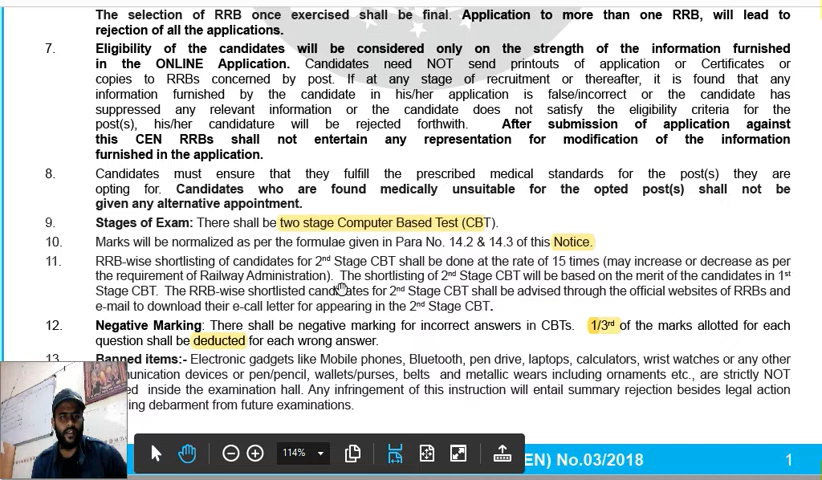 The selection of RRB once exercised shall be final. Application to more than one RRB, will lead to
rejection of all the applications.
7. Eligibility of the candidates will be considered only on the strength of the information furnished
in the ONLINE Application. Candidates need NOT send printouts of application or Certificates or
copies to RRBs concerned by post. If at any stage of recruitment or thereafter, it is found that any
information furnished by the candidate in his/her application is false/incorrect or the candidate has
suppressed any relevant information or the candidate does not satisfy the eligibility criteria for the
post(s), his/her candidature will be rejected forthwith. After submission of application against
this CEN RRBs shall not entertain any representation for modification of the information
furnished in the application.
8. Candidates must ensure that they fulfill the prescribed medical standards for the post(s) they are
opting for. Candidates who are found medically unsuitable for the opted post(s) shall not be
given any alternative appointment.
9. Stages of Exam: There shall be two stage Computer Based Test (CBT).
10. Marks will be normalized as per the formulae given in Para No. 14.2 & 14.3 of this Notice.
11. RRB-wise shortlisting of candidates for 2nd Stage CBT shall be done at the rate of 15 times (may increase or decrease as per
the requirement of Railway Administration). The shortlisting of 2nd Stage CBT will be based on the merit of the candidates in 1st
Stage CBT. The RRB-wise shortlisted candidates for 2nd Stage CBT shall be advised through the official websites of RRBs and
e-mail to download their e-call letter for appearing in the 2nd Stage CBT.
12. Negative Marking: There shall be negative marking for incorrect answers in CBTs. 1/3rd of the marks allotted for each
question shall be deducted for each wrong answer.
13. Banned items:- Electronic gadgets like Mobile phones, Bluetooth, pen drive, laptops, calculators, wrist watches or any other
unication devices or pen/pencil, wallets/purses, belts and metallic wears including ornaments etc., are strictly NOT
ed inside the examination hall. Any infringement of this instruction will entail summary rejection besides legal action
ing debarment from future examinations.
114%
EN) No.03/2018 1